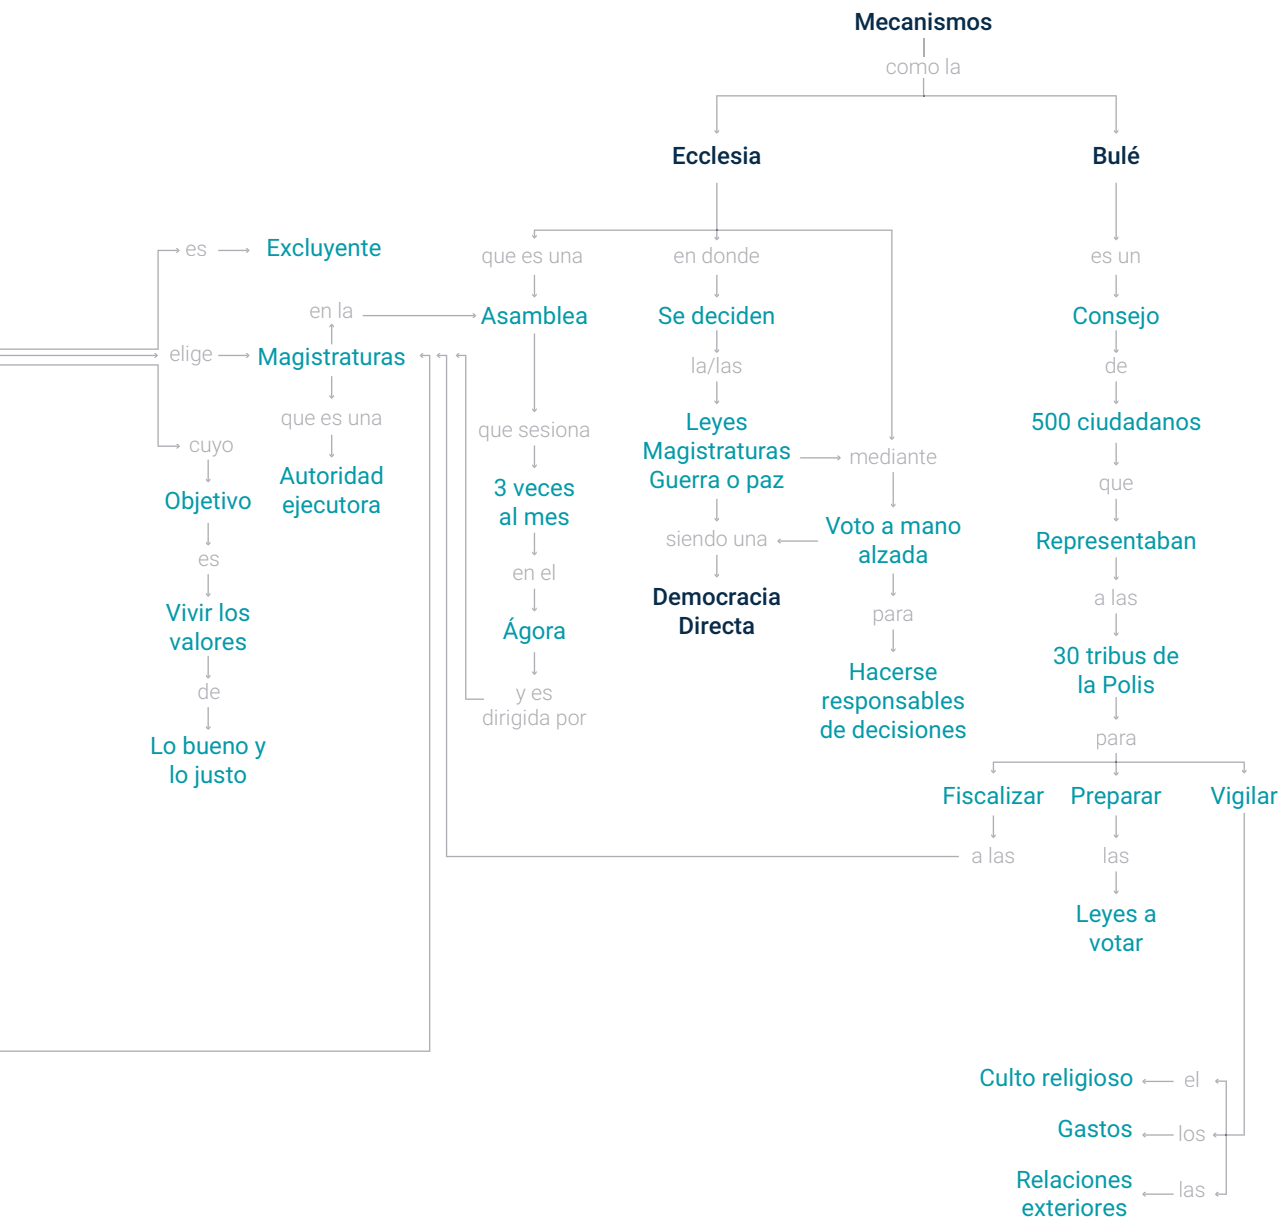 Mecanismos
como la
Ecclesia
Bulé
es
Excluyente
que es una
en donde
es un
en la
Asamblea
Se deciden
Consejo
elige
Magistraturas
la/las
de
que es una
Leyes
Magistraturas
Guerra o paz
500 ciudadanos
cuyo
que sesiona
mediante
Autoridad
ejecutora
Objetivo
3 veces
al mes
que
siendo una
Voto a mano
alzada
Representaban
es
en el
Democracia
Directa
a las
Vivir los
valores
Ágora
para
30 tribus de
la Polis
de
y es
dirigida por
Hacerse
responsables
de decisiones
Lo bueno y
lo justo
para
Fiscalizar
Preparar
Vigilar
a las
las
Leyes a
votar
Culto religioso
el
Gastos
los
Relaciones
exteriores
las